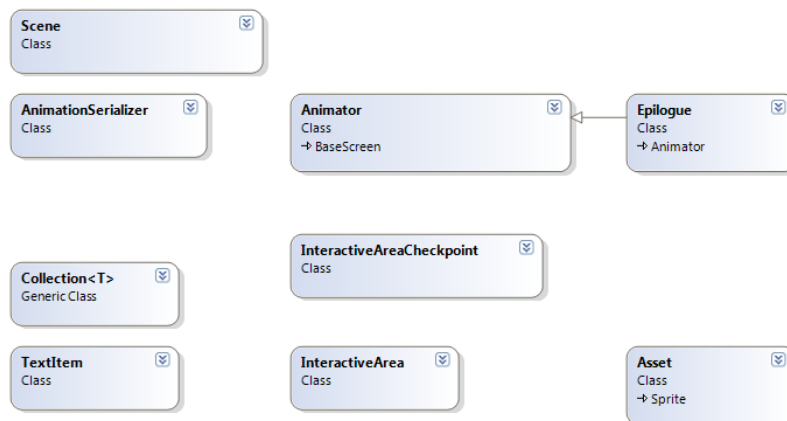 Scene
Class
AnimationSerializer
Class
Animator
Class
BaseScreen
Epilogue
Class
Animator
InteractiveAreaCheckpoint
Class
Collection<T>
Generic Class
TextItem
Class
InteractiveArea
Class
Asset
Class
Sprite